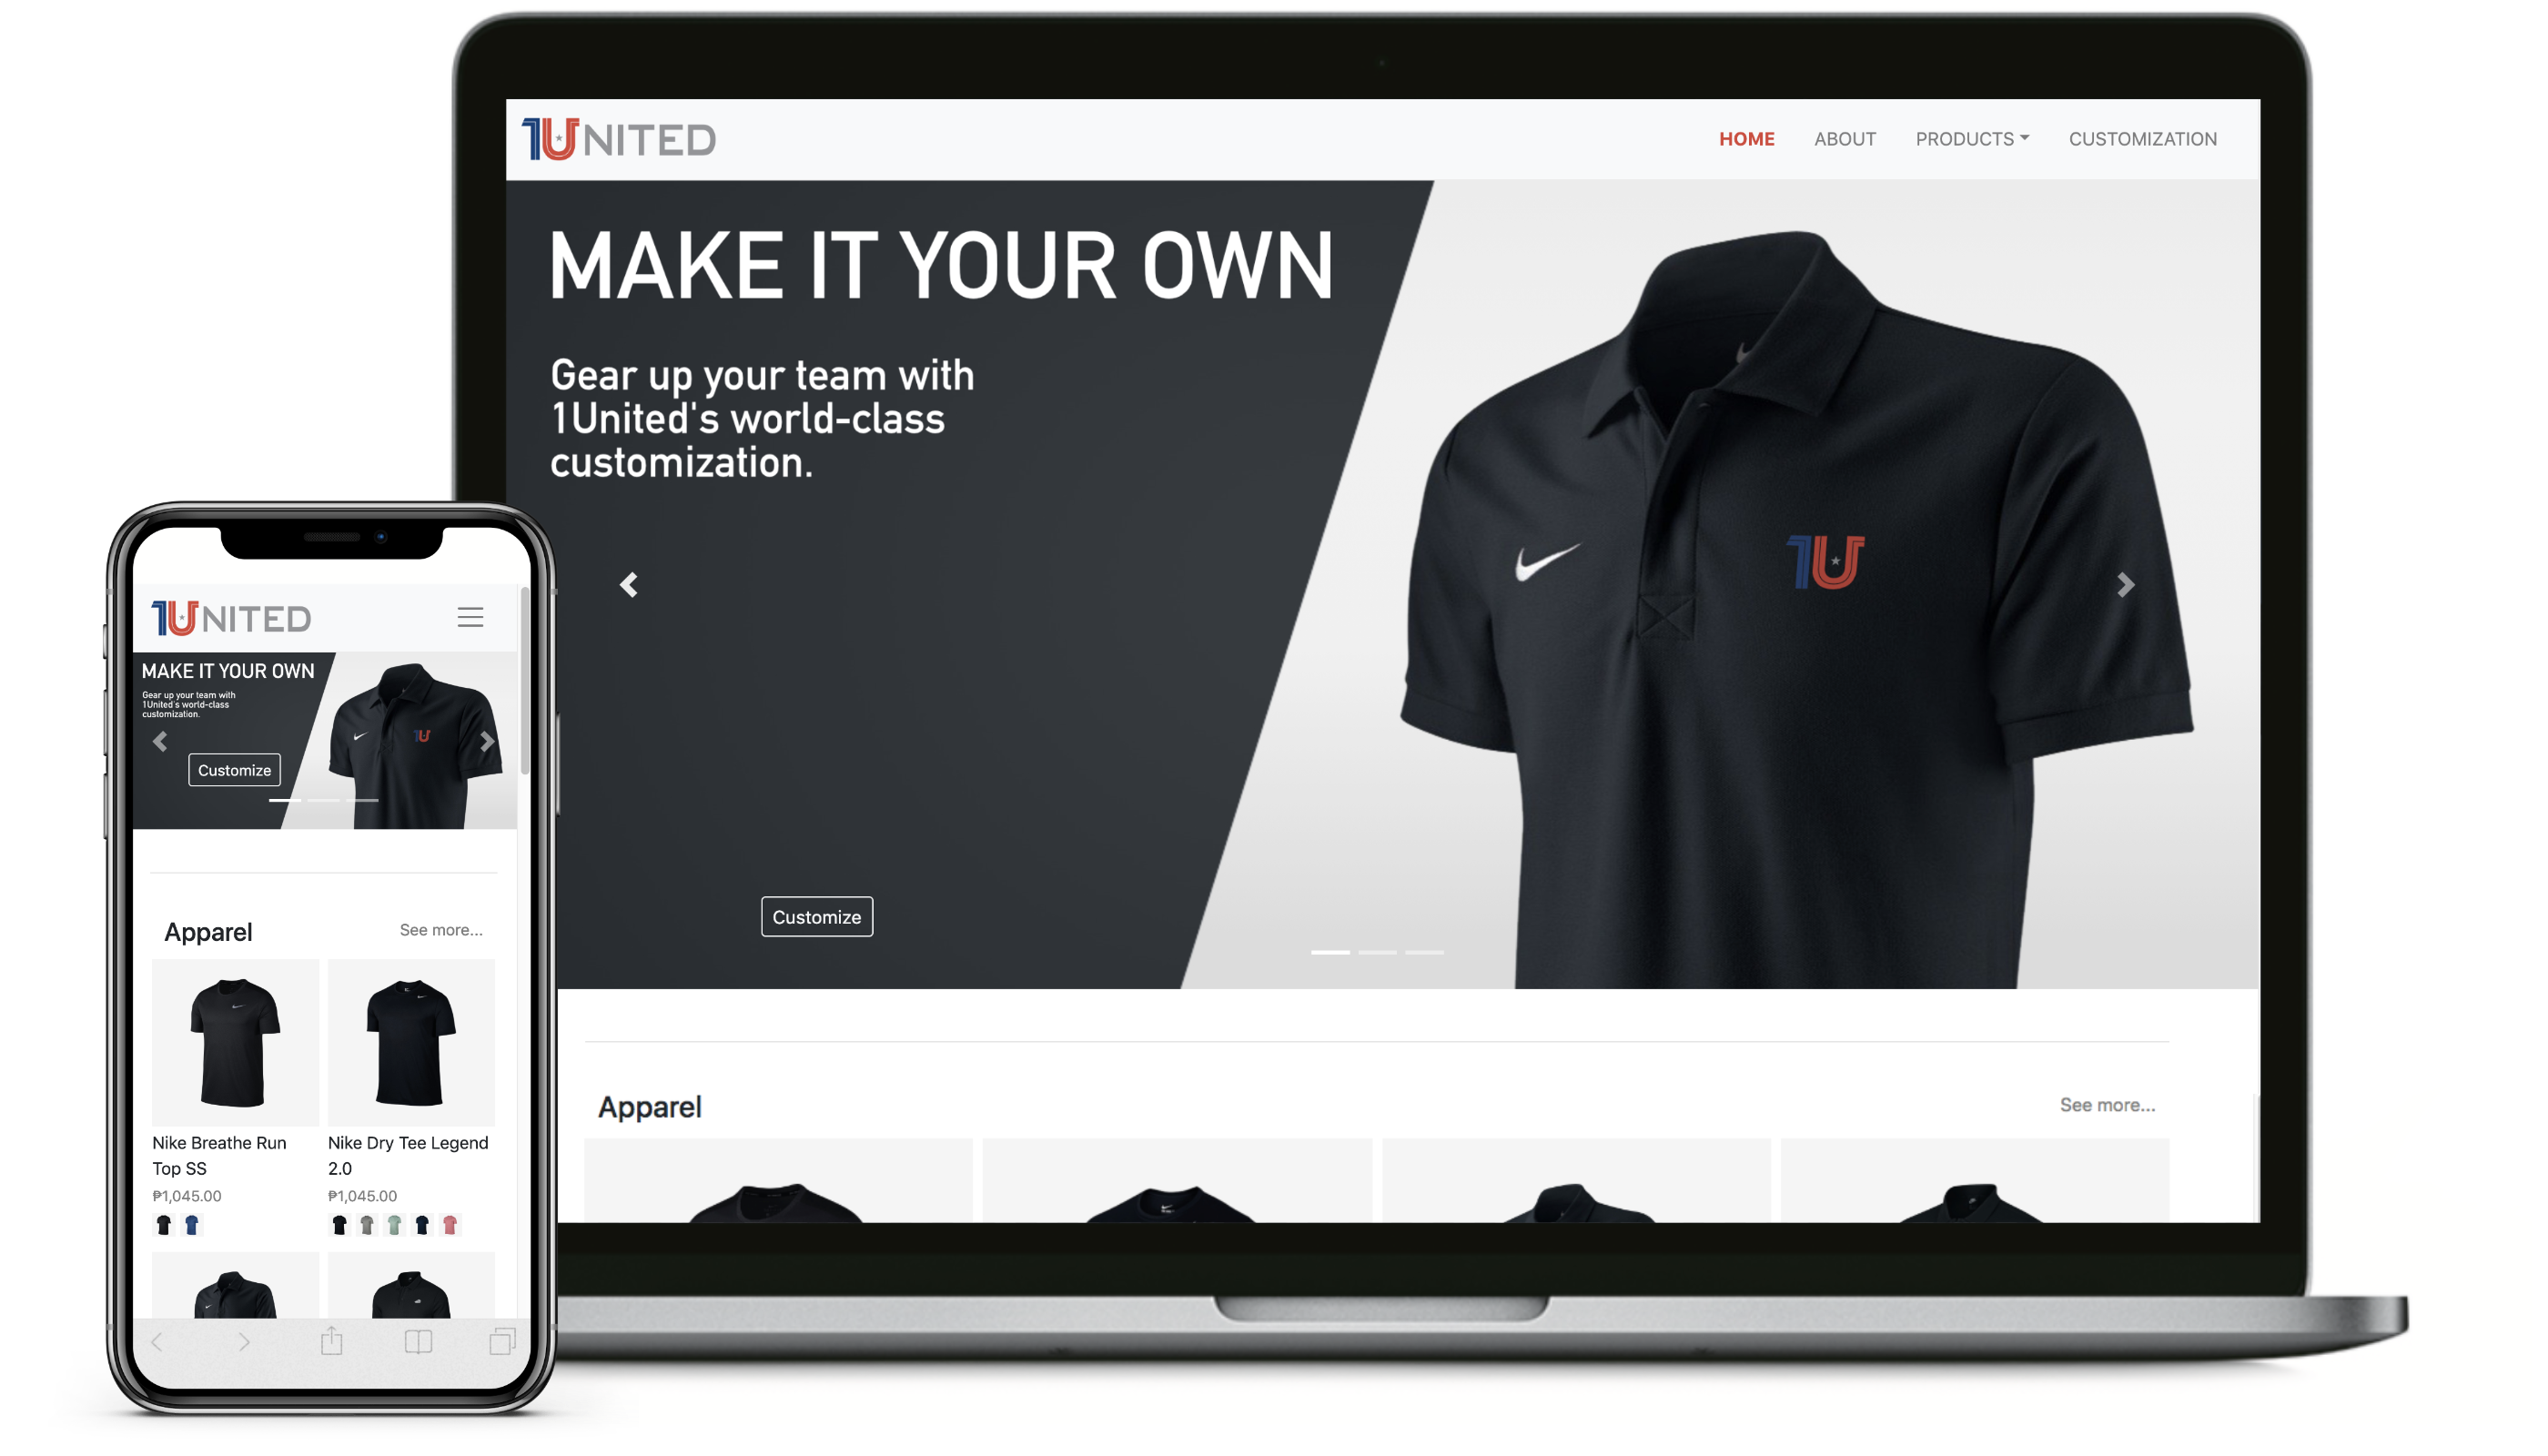 1UNITED
HOME ABOUT PRODUCTS CUSTOMIZATION
MAKE IT YOUR OWN
Gear up your team with
1United's world-class
customization.
1U
Customize
Apparel See more...
1UNITED
MAKE IT YOUR OWN
Gear up your team with
1United's world-class
customization.
1U
Customize
Apparel See more...
Nike Breathe Run
Top SS
₱1,045.00
Nike Dry Tee Legend
2.0
₱1,045.00